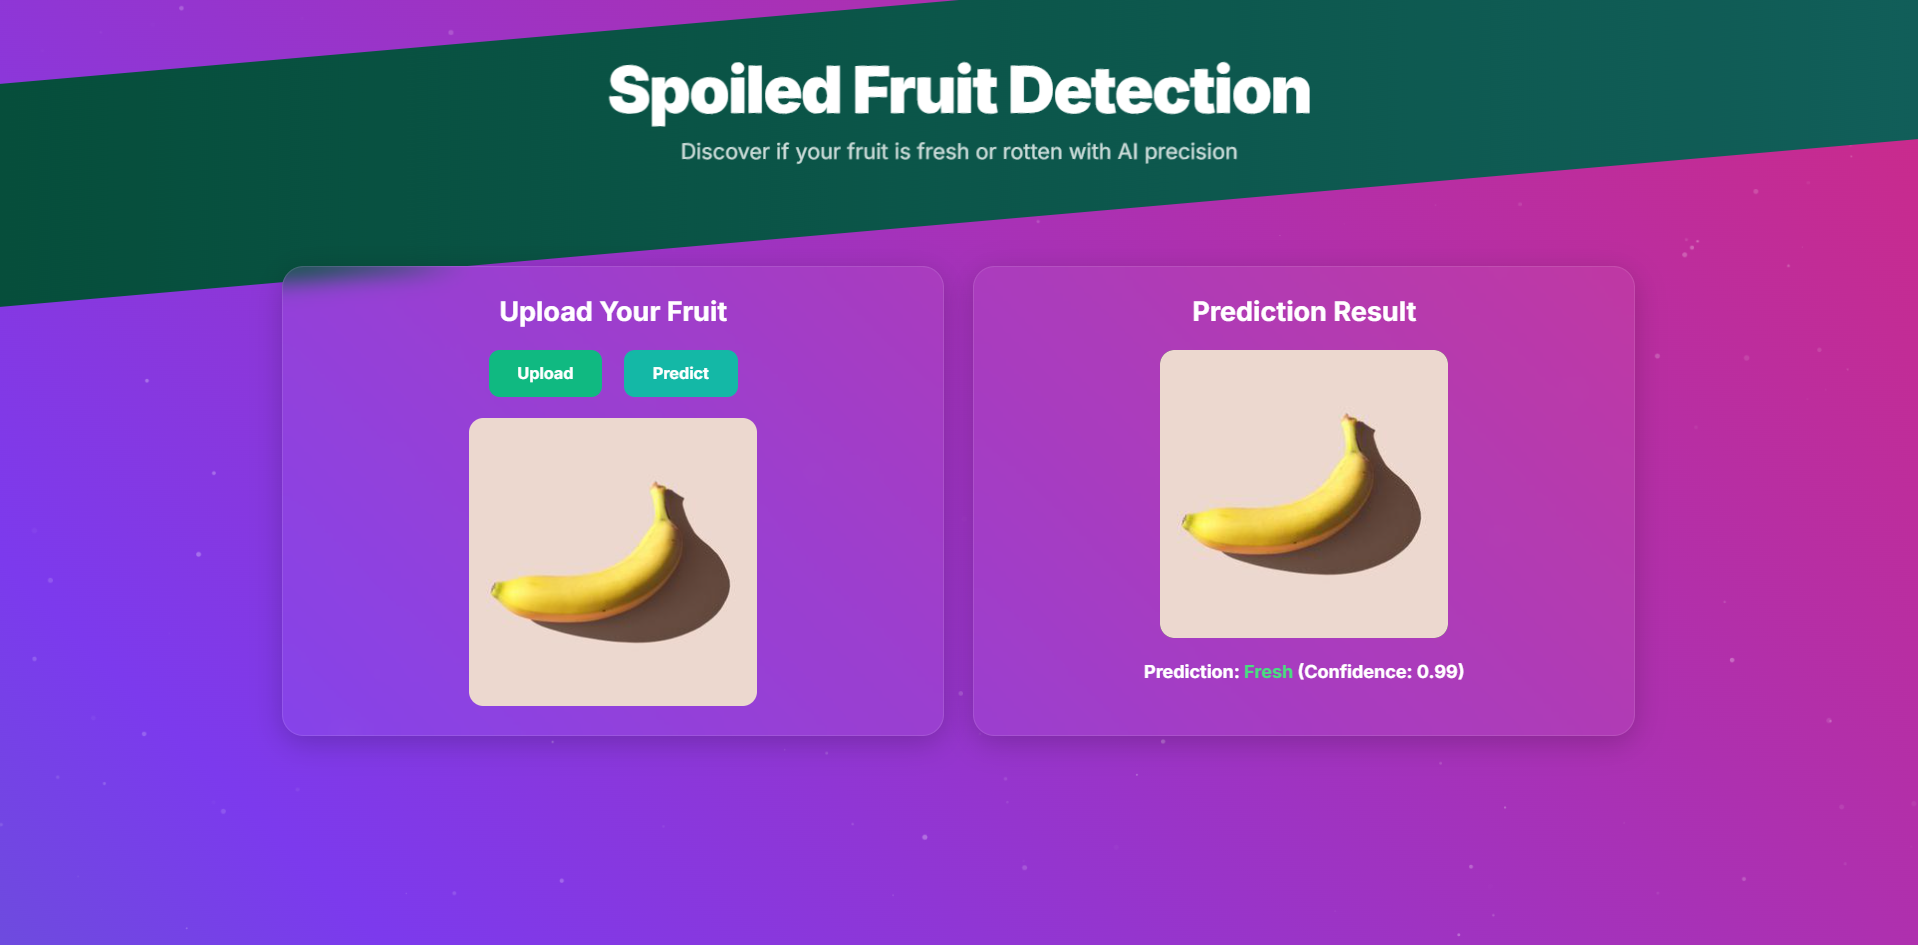 Spoiled Fruit Detection
Discover if your fruit is fresh or rotten with AI precision
Upload Your Fruit
Upload
Predict
Prediction Result
Prediction: Fresh (Confidence: 0.99)